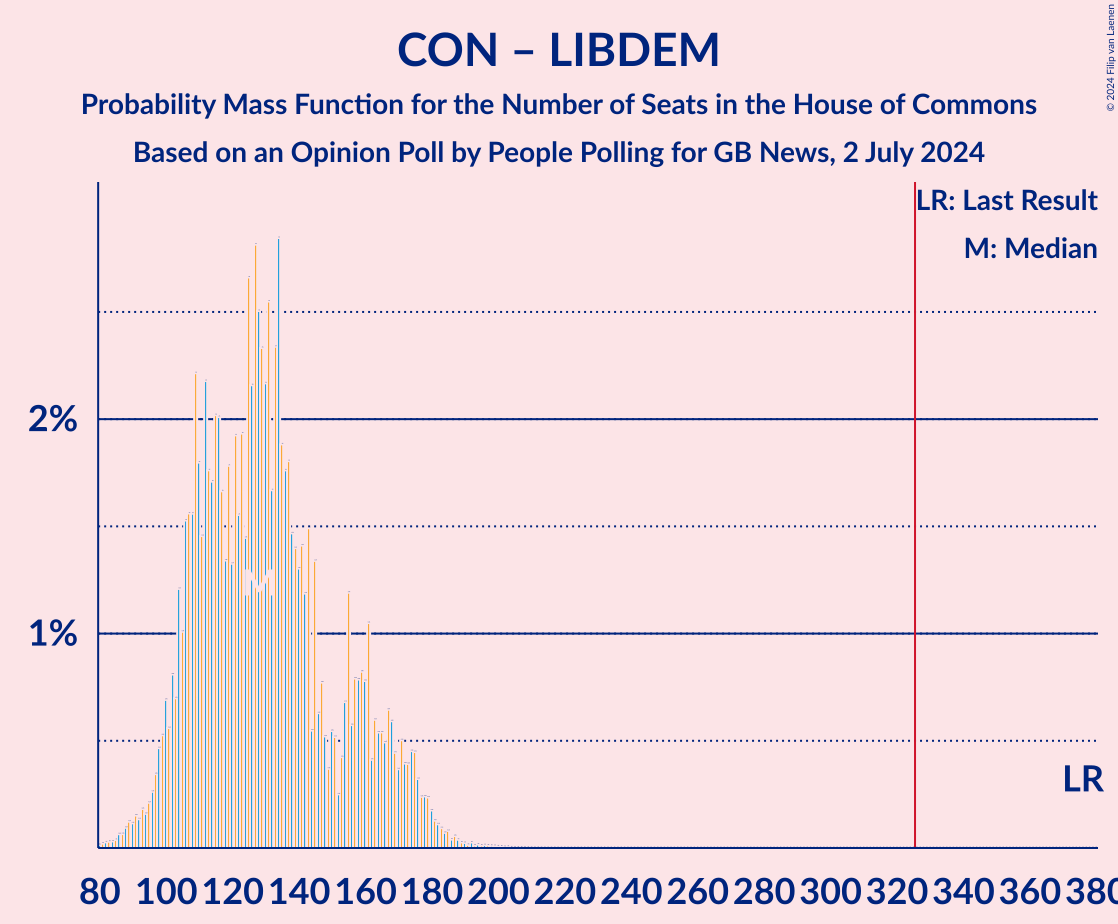 CON – LIBDEM
Probability Mass Function for the Number of Seats in the House of Commons
Based on an Opinion Poll by People Polling for GB News, 2 July 2024
© 2024 Filip van Laenen
LR: Last Result
M: Median
2%
1%
M
LR
80 100 120 140 160 180 200 220 240 260 280 300 320 340 360 380